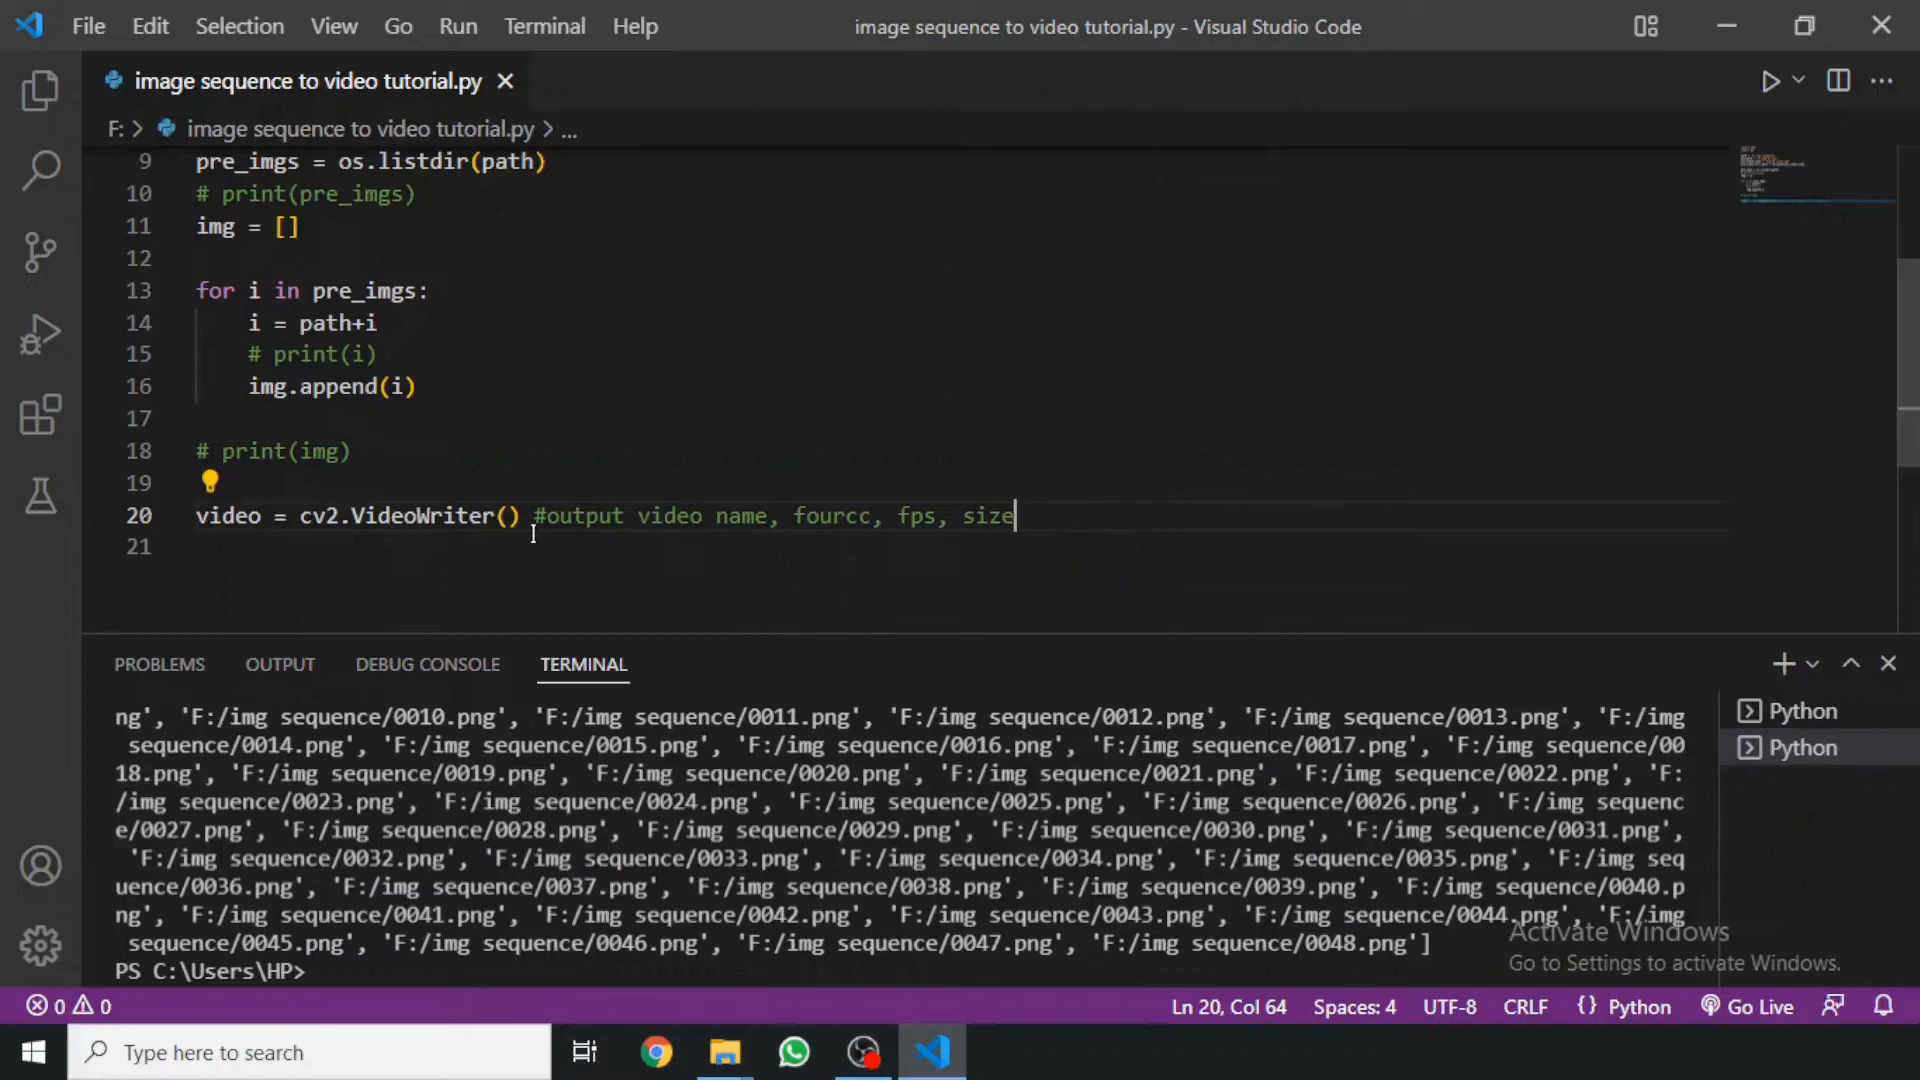 File Edit Selection View Go Run Terminal Help image sequence to video tutorial.py - Visual Studio Code
image sequence to video tutorial.py
F: > image sequence to video tutorial.py > ...
9 pre_imgs = os.listdir(path)
10 # print(pre_imgs)
11 img = []
12
13 for i in pre_imgs:
14 i = path+i
15 # print(i)
16 img.append(i)
17
18 # print(img)
19
20 video = cv2.VideoWriter() #output video name, fourcc, fps, size
21
PROBLEMS OUTPUT DEBUG CONSOLE TERMINAL
ng', 'F:/img sequence/0010.png', 'F:/img sequence/0011.png', 'F:/img sequence/0012.png', 'F:/img sequence/0013.png', 'F:/img
sequence/0014.png', 'F:/img sequence/0015.png', 'F:/img sequence/0016.png', 'F:/img sequence/0017.png', 'F:/img sequence/00
18.png', 'F:/img sequence/0019.png', 'F:/img sequence/0020.png', 'F:/img sequence/0021.png', 'F:/img sequence/0022.png', 'F:
/img sequence/0023.png', 'F:/img sequence/0024.png', 'F:/img sequence/0025.png', 'F:/img sequence/0026.png', 'F:/img sequenc
e/0027.png', 'F:/img sequence/0028.png', 'F:/img sequence/0029.png', 'F:/img sequence/0030.png', 'F:/img sequence/0031.png',
'F:/img sequence/0032.png', 'F:/img sequence/0033.png', 'F:/img sequence/0034.png', 'F:/img sequence/0035.png', 'F:/img seq
uence/0036.png', 'F:/img sequence/0037.png', 'F:/img sequence/0038.png', 'F:/img sequence/0039.png', 'F:/img sequence/0040.p
ng', 'F:/img sequence/0041.png', 'F:/img sequence/0042.png', 'F:/img sequence/0043.png', 'F:/img sequence/0044.png', 'F:/img
sequence/0045.png', 'F:/img sequence/0046.png', 'F:/img sequence/0047.png', 'F:/img sequence/0048.png']
PS C:\Users\HP>
Python
Python
Activate Windows
Go to Settings to activate Windows.
0 0 Ln 20, Col 64 Spaces: 4 UTF-8 CRLF {} Python Go Live
Type here to search